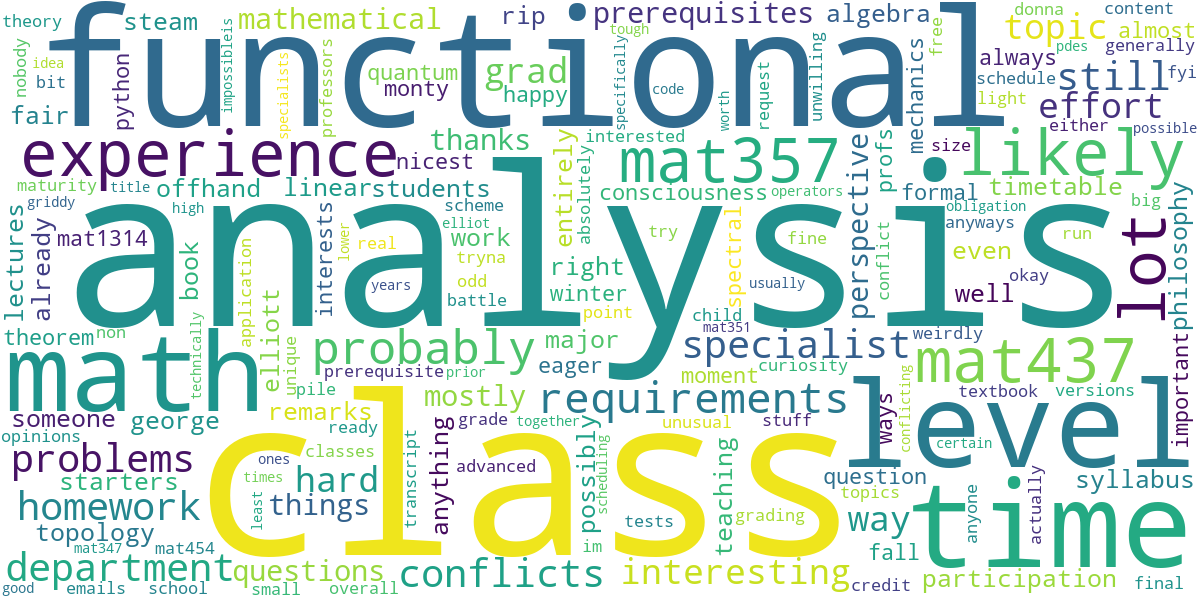 theory
steam
mathematical
rip
prerequisites
algebra
donna
content
functional
topic
almost
tough
nobody
idea
bit
python
impossibleis
specialists
professors
quantum
monty
grad
happy
specifically
code
worth
request
unwilling
mechanics
free
always
pdes
generally
schedule
still
fyi
light
effort
fair
experience
nicest
thanks
entirely
interested
mat357
perspective
profs
size
either
possible
likely
maturity
title
offhand
linear
students
absolutely
consciousness
operators
formal
timetable
griddy
high
scheme
elliot
obligation
big
philosophy
lectures
already
mat1314
book
application
interests
lower
real
work
tryna
try
spectral
fine
conflict
anyways
run
lot
analysis
odd
right
years
battle
winter
point
usually
child
well
okay
even
theorem
non
technically
elliott
unique
probably
major
mat351
specialist
weirdly
math
prerequisite
prior
eager
moment
curiosity
mat437
pile
mostly
requirements
conflicting
textbook
versions
important
someone
george
remarks
grade
together
unusual
stuff
ways
level
certain
opinions
ready
transcript
anything
possibly
scheduling
problems
classes
ones
advanced
class
question
syllabus
starters
times
hard
teaching
topics
homework
things
least
tests
grading
way
anyone
actually
time
topology
mat347
mat454
im
fall
department
questions
conflicts
interesting
credit
participation
final
good
emails
school
small
overall